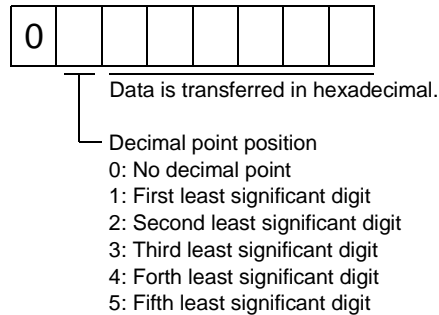 0
Data is transferred in hexadecimal.
Decimal point position
0: No decimal point
1: First least significant digit
2: Second least significant digit
3: Third least significant digit
4: Forth least significant digit
5: Fifth least significant digit